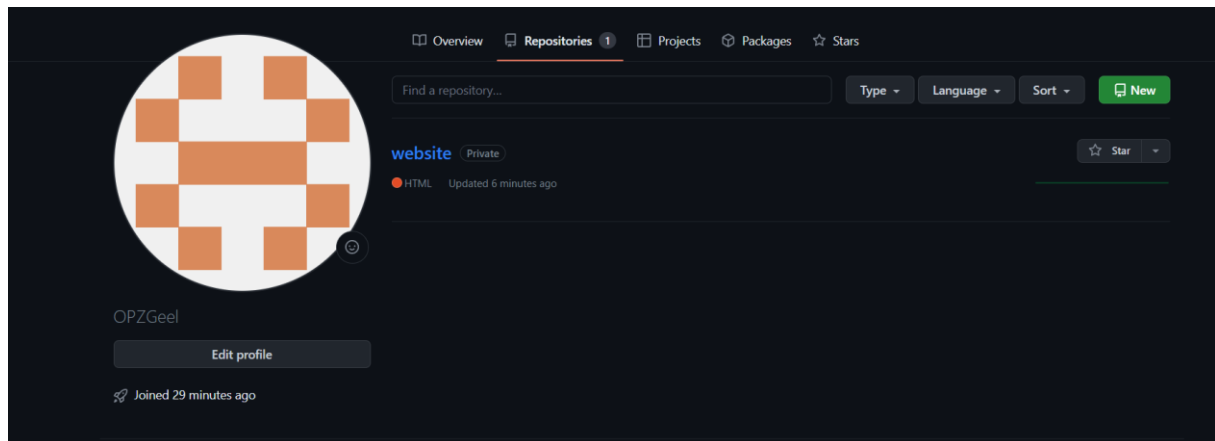 Overview Repositories 1 Projects Packages Stars
Find a repository... Type Language Sort New
website Private Star
HTML Updated 6 minutes ago
OPZGeel
Edit profile
Joined 29 minutes ago